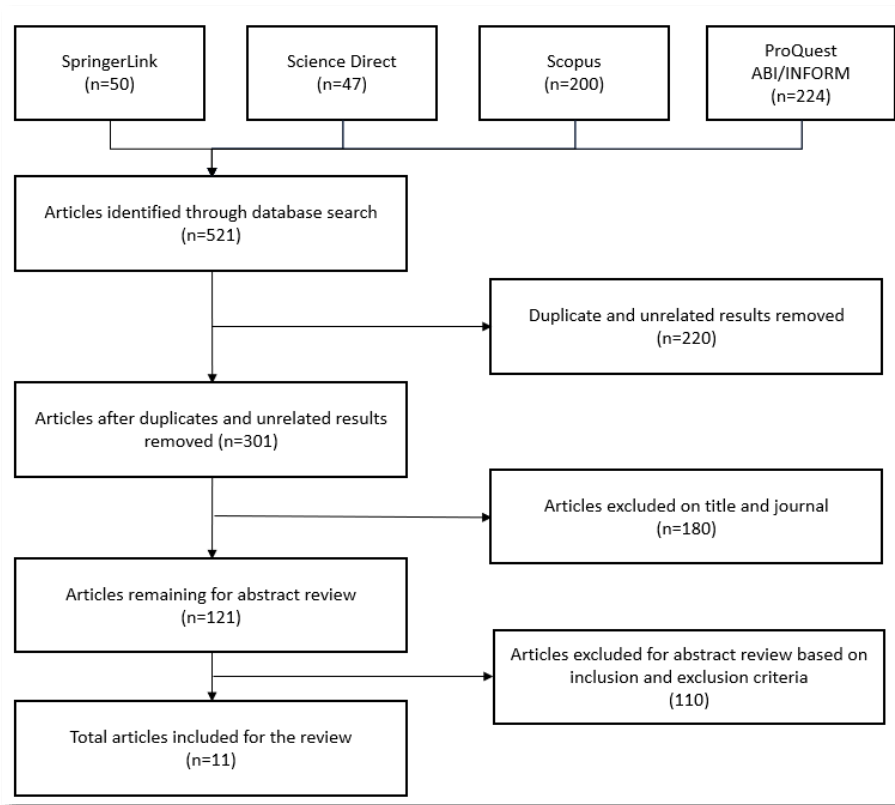 SpringerLink
(n=50)
Science Direct
(n=47)
Scopus
(n=200)
ProQuest
ABI/INFORM
(n=224)
Articles identified through database search
(n=521)
Duplicate and unrelated results removed
(n=220)
Articles after duplicates and unrelated results
removed (n=301)
Articles excluded on title and journal
(n=180)
Articles remaining for abstract review
(n=121)
Articles excluded for abstract review based on
inclusion and exclusion criteria
(110)
Total articles included for the review
(n=11)